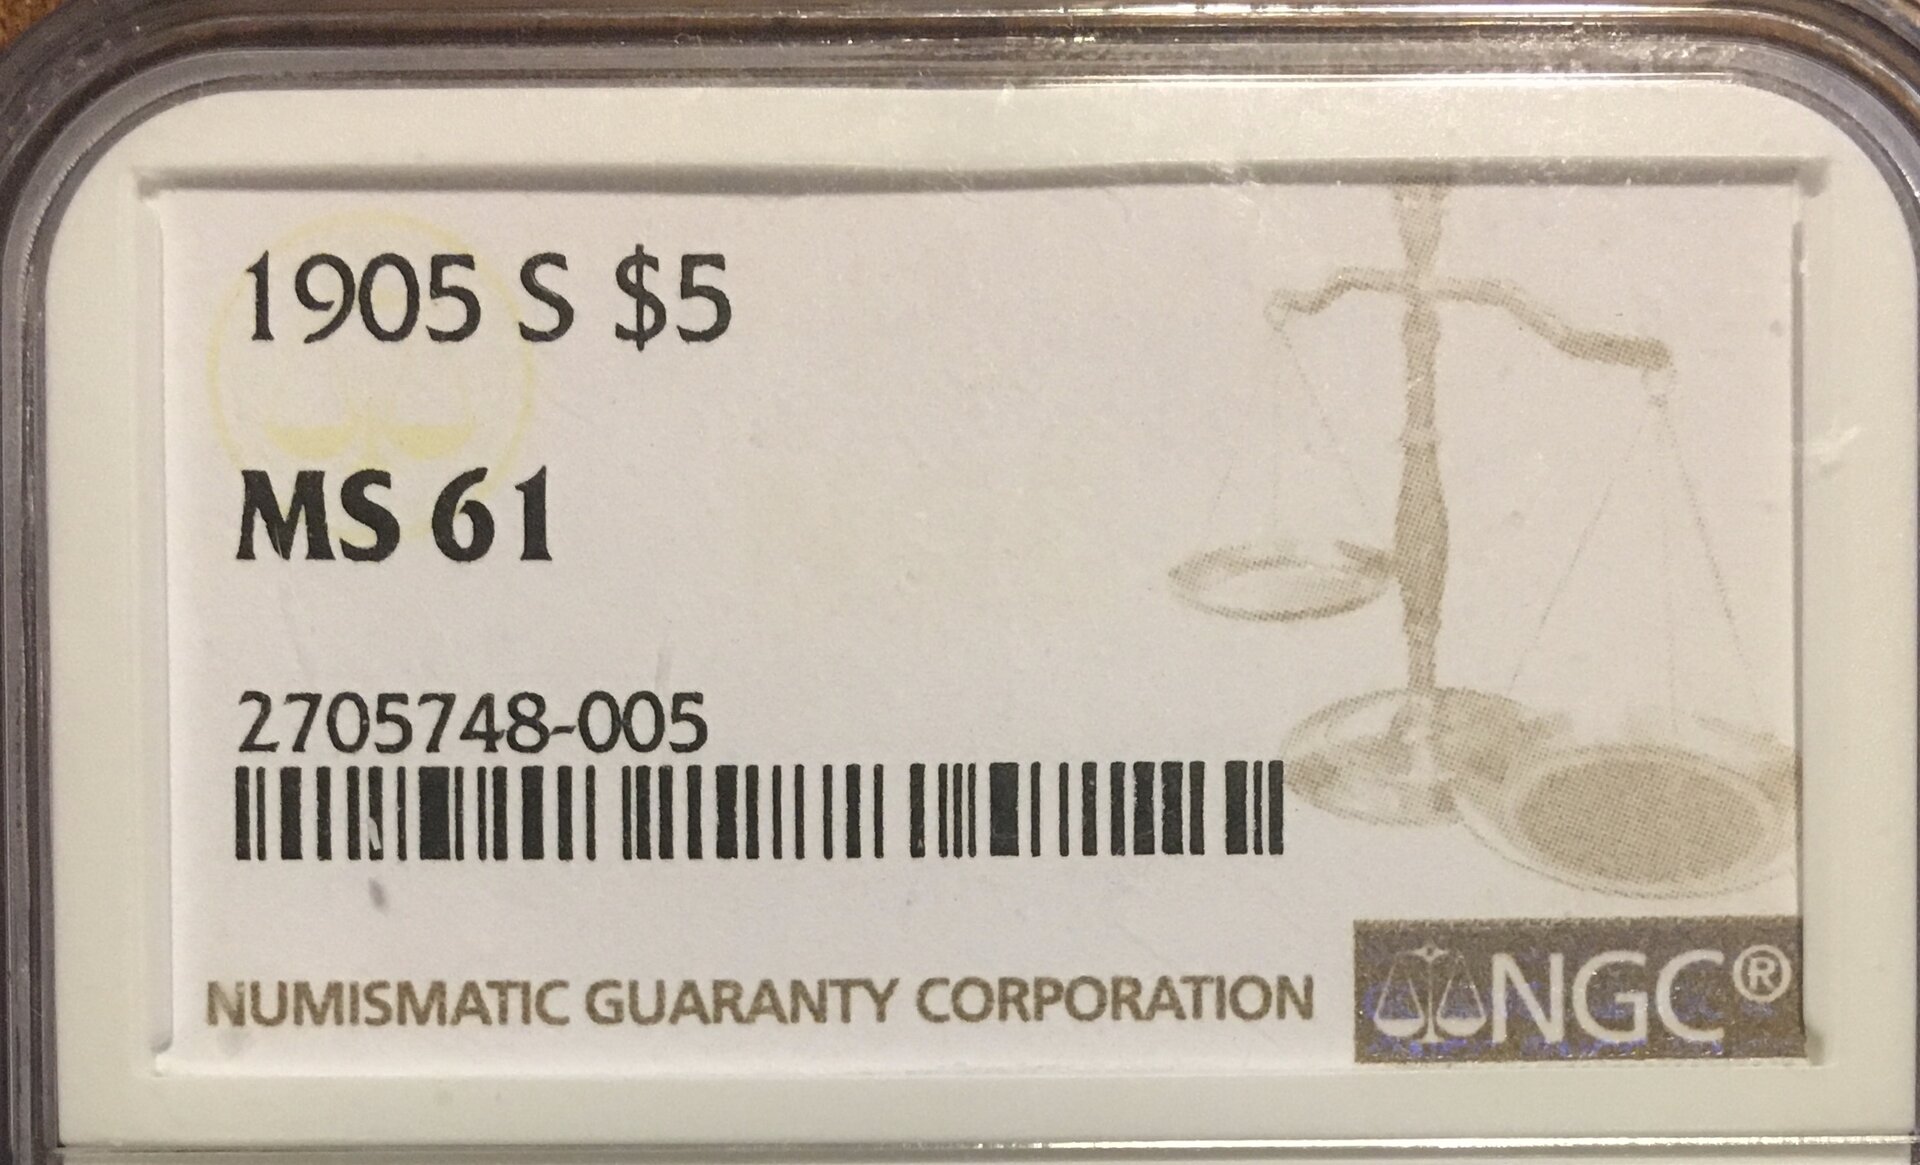 1905 S $5
MS 61
2705748-005
NUMISMATIC GUARANTY CORPORATION
NGC®